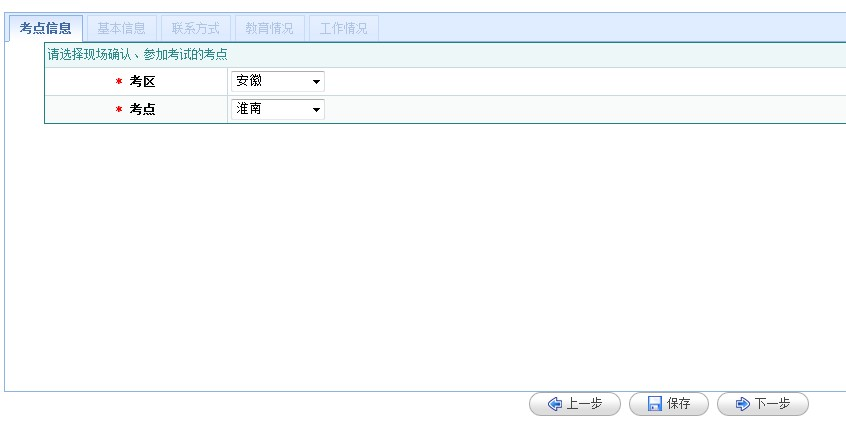 考点信息 基本信息 联系方式 教育情况 工作情况
请选择现场确认、参加考试的考点
* 考区 安徽
* 考点 淮南
上一步 保存 下一步